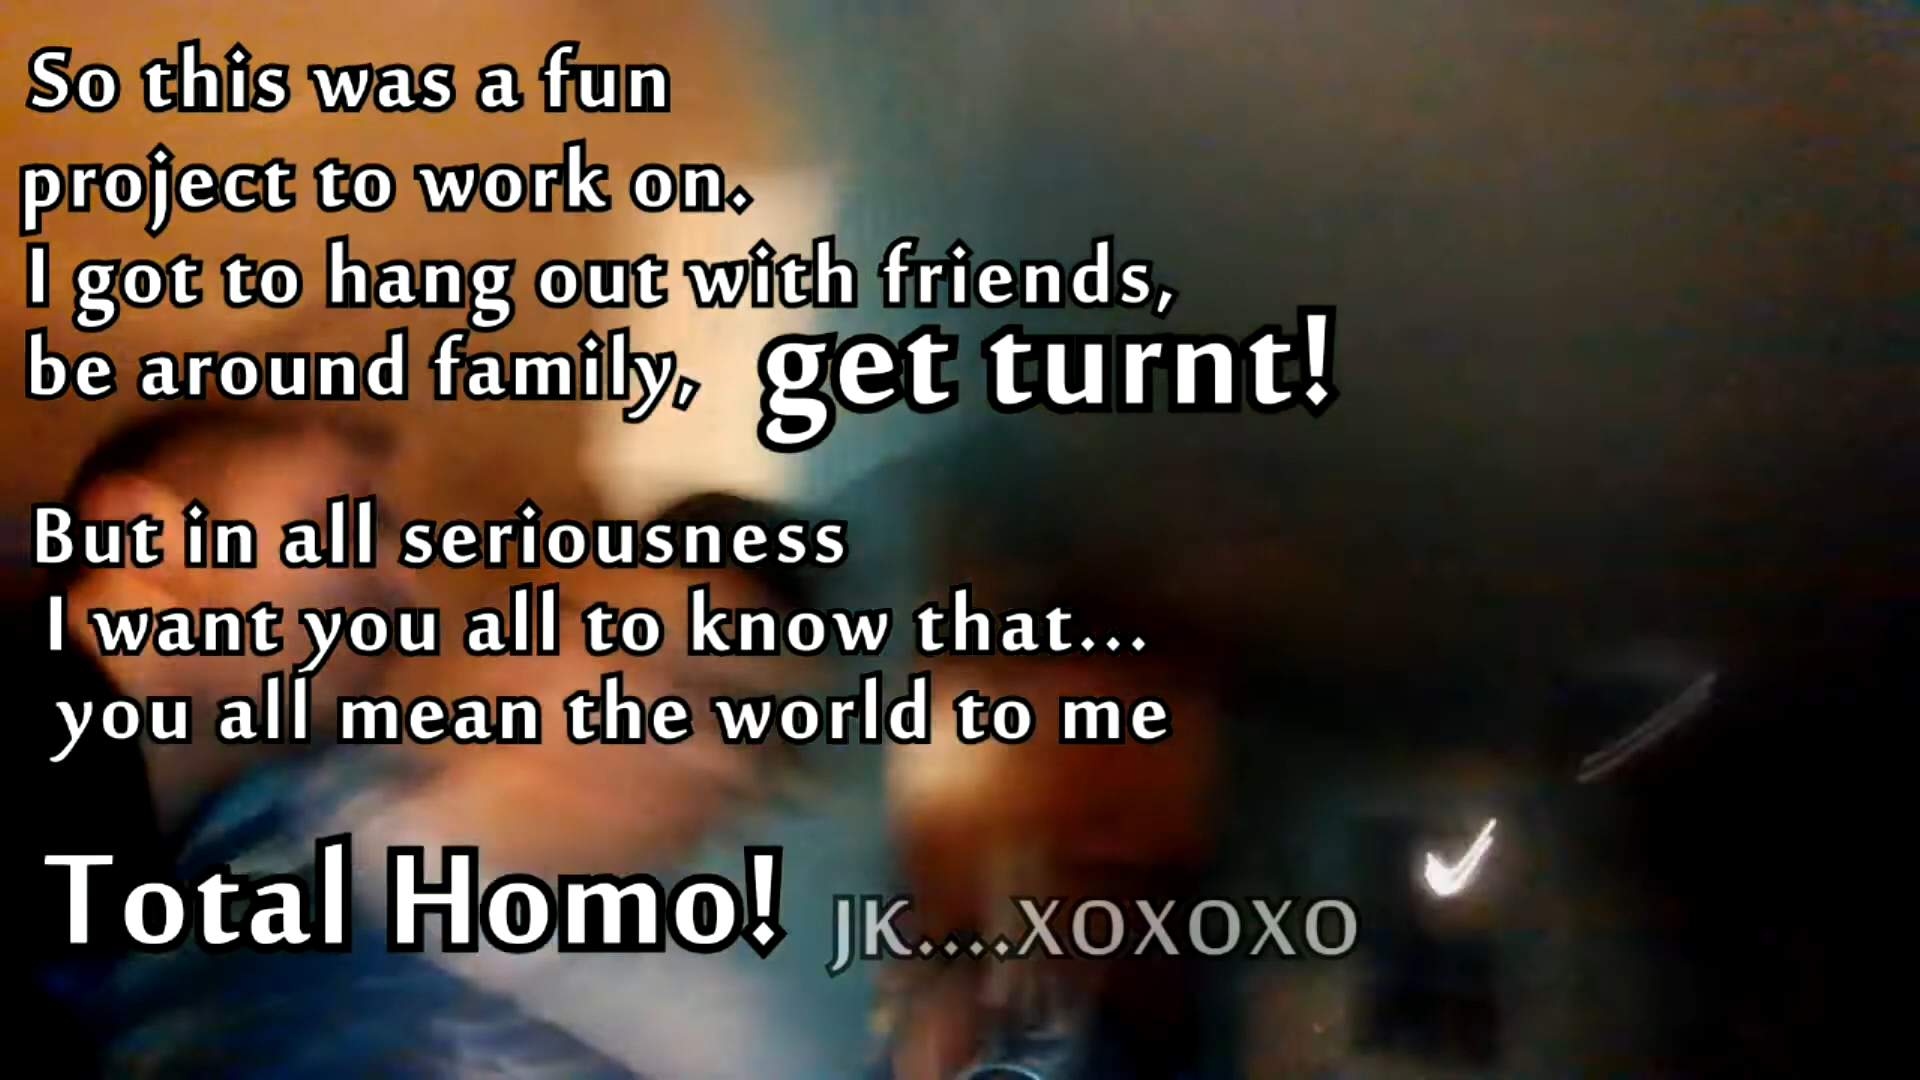 So this was a fun
project to work on.
I got to hang out with friends,
be around family, get turnt!
But in all seriousness
I want you all to know that...
you all mean the world to me
Total Homo! JK....XOXOXO